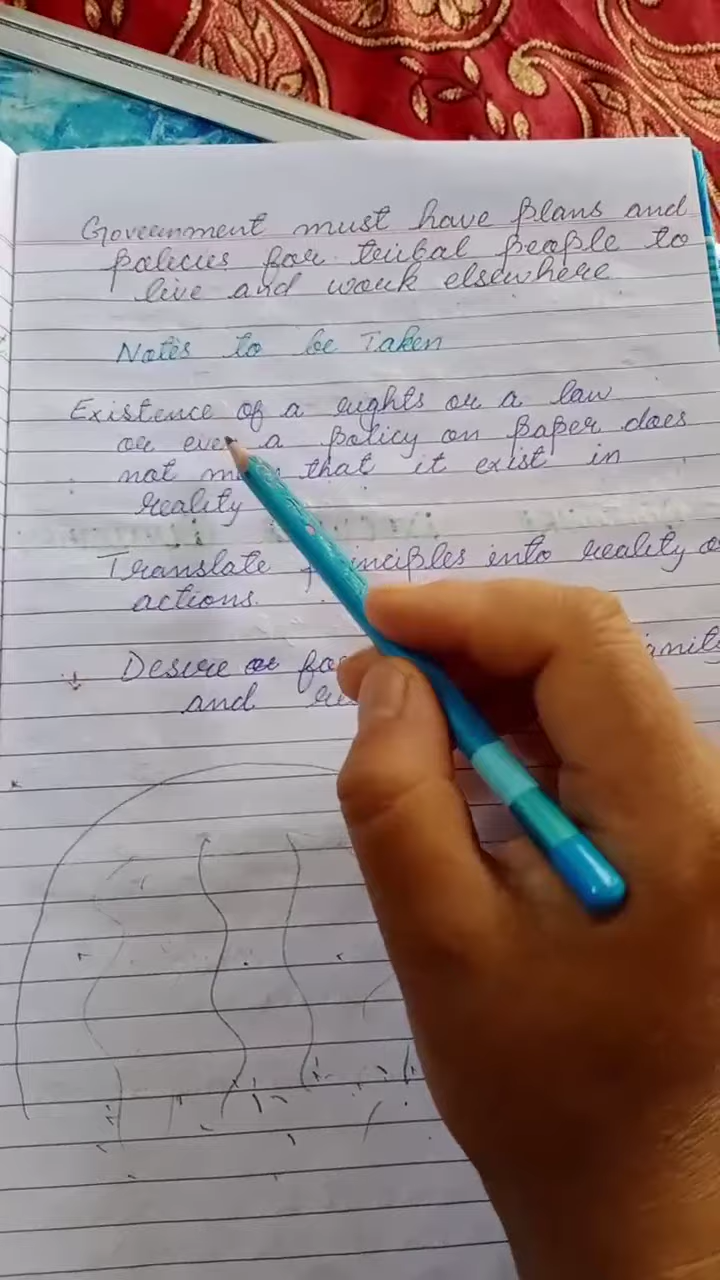 Government must have plans and
policies for tribal people to
live and work elsewhere
Notes to be Taken
Existence of a rights or a law
or even a policy on paper does
not that it exist in
reality
Translate into reality or
actions.
Desire or
and